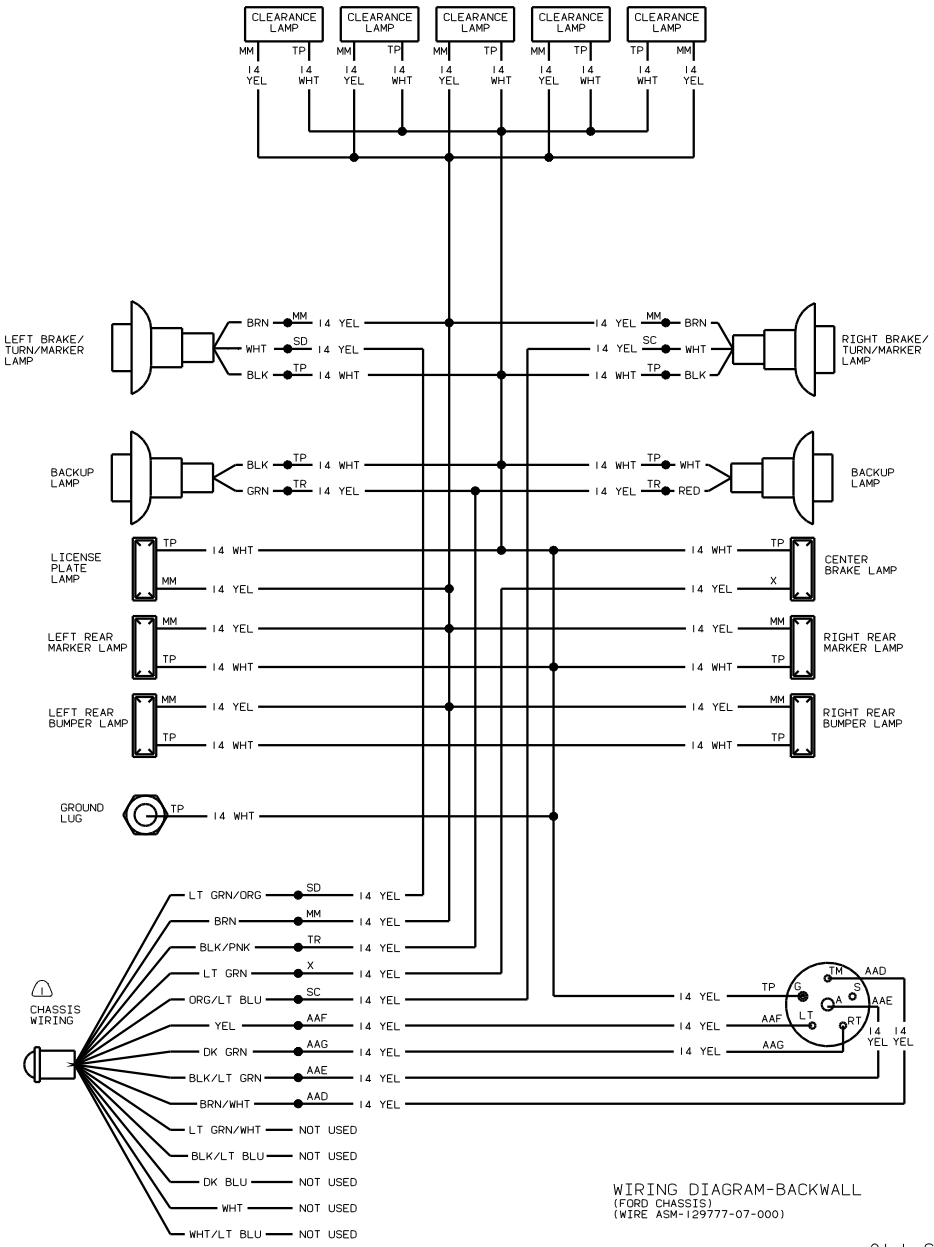 CLEARANCE LAMP
CLEARANCE LAMP
CLEARANCE LAMP
CLEARANCE LAMP
CLEARANCE LAMP
MM TP MM TP MM TP MM TP TP MM
14 YEL
14 WHT
14 YEL
14 WHT
14 YEL
14 WHT
14 YEL
14 WHT
14 WHT
14 YEL
LEFT BRAKE/
TURN/MARKER
LAMP
BRN MM 14 YEL
WHT SD 14 YEL
BLK TP 14 WHT
14 YEL MM BRN
14 YEL SC WHT
14 WHT TP BLK
RIGHT BRAKE/
TURN/MARKER
LAMP
BACKUP
LAMP
BLK TP 14 WHT
GRN TR 14 YEL
14 WHT TP WHT
14 YEL TR RED
BACKUP
LAMP
LICENSE
PLATE
LAMP
TP 14 WHT
MM 14 YEL
14 WHT TP
14 YEL X
CENTER
BRAKE LAMP
LEFT REAR
MARKER LAMP
MM 14 YEL
TP 14 WHT
14 YEL MM
14 WHT TP
RIGHT REAR
MARKER LAMP
LEFT REAR
BUMPER LAMP
MM 14 YEL
TP 14 WHT
14 YEL MM
14 WHT TP
RIGHT REAR
BUMPER LAMP
GROUND
LUG
TP 14 WHT
LT GRN/ORG SD 14 YEL
BRN MM 14 YEL
BLK/PNK TR 14 YEL
LT GRN X 14 YEL
ORG/LT BLU SC 14 YEL
YEL AAF 14 YEL
DK GRN AAG 14 YEL
BLK/LT GRN AAE 14 YEL
BRN/WHT AAD 14 YEL
LT GRN/WHT NOT USED
BLK/LT BLU NOT USED
DK BLU NOT USED
WHT NOT USED
WHT/LT BLU NOT USED
1
CHASSIS
WIRING
14 YEL TP
14 YEL AAF
14 YEL AAG
G TM S A LT RT
AAD
AAE
14 YEL
14 YEL
WIRING DIAGRAM-BACKWALL
(FORD CHASSIS)
(WIRE ASM-129777-07-000)